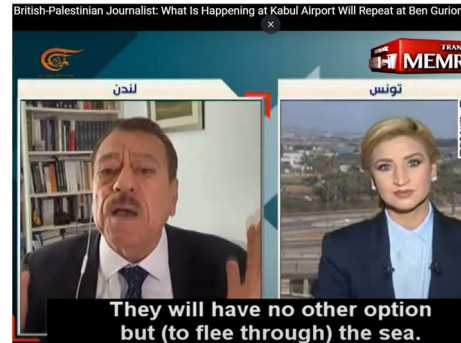 British-Palestinian Journalist: What Is Happening at Kabul Airport Will Repeat at Ben Gurion
TRAN
MEMR
لندن
تونس
They will have no other option
but (to flee through) the sea.